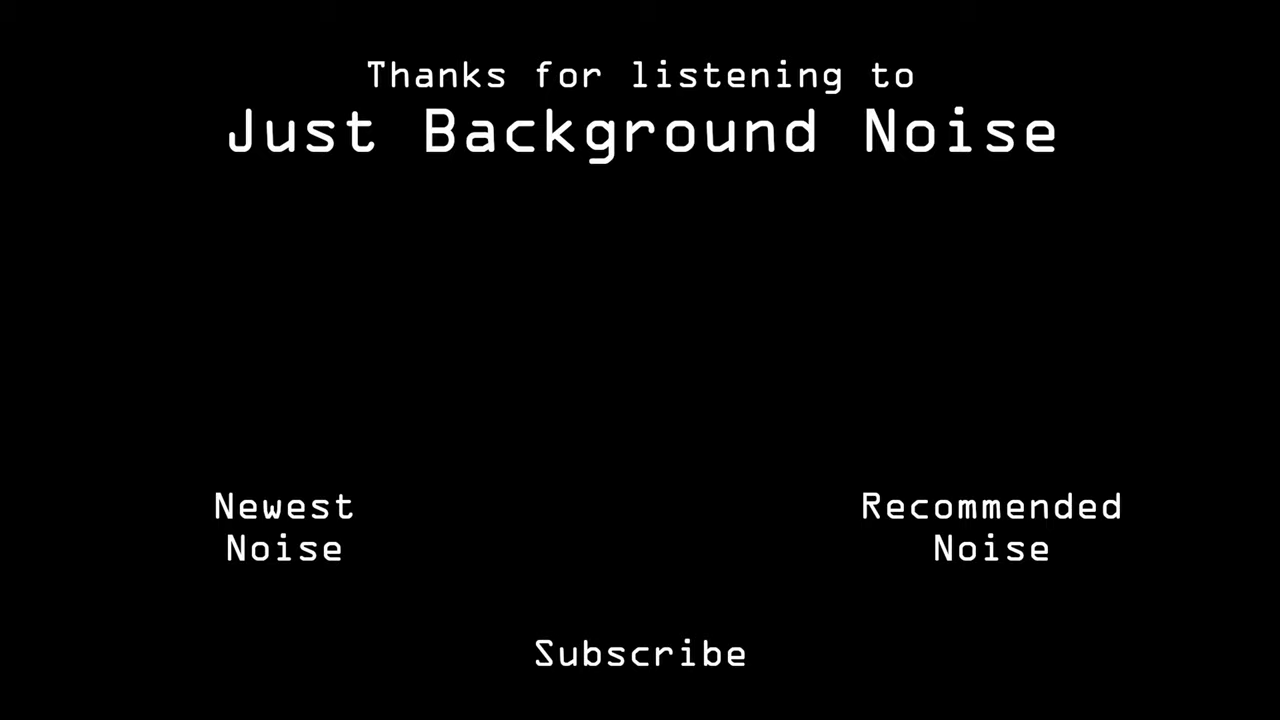 Thanks for listening to
Just Background Noise
Newest
Noise
Recommended
Noise
Subscribe